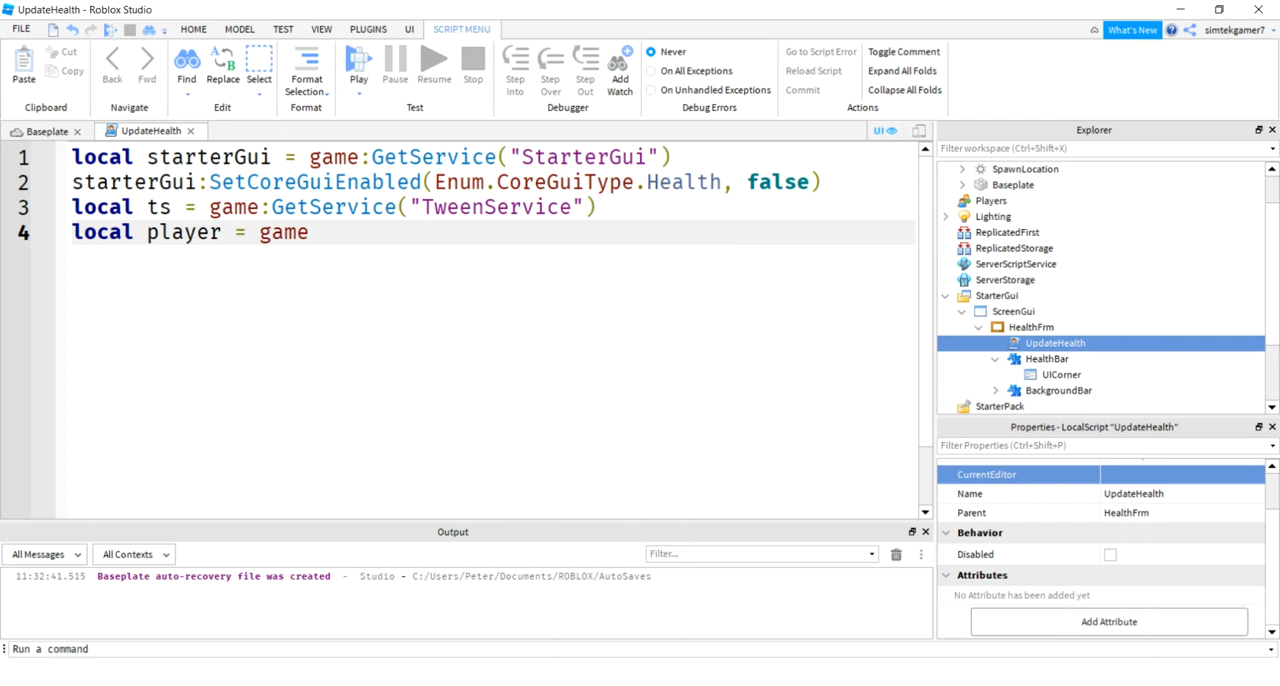 UpdateHealth - Roblox Studio
FILE HOME MODEL TEST VIEW PLUGINS UI SCRIPT MENU What's New simtekgamer7
Paste Cut Copy Back Fwd Find Replace Select Format Selection Play Pause Resume Stop Step Into Step Over Step Out Add Watch Never On All Exceptions On Unhandled Exceptions Go to Script Error Reload Script Commit Toggle Comment Expand All Folds Collapse All Folds
Clipboard Navigate Edit Format Test Debugger Debug Errors Actions
Baseplate UpdateHealth UI
1 local starterGui = game:GetService("StarterGui")
2 starterGui:SetCoreGuiEnabled(Enum.CoreGuiType.Health, false)
3 local ts = game:GetService("TweenService")
4 local player = game
Explorer
Filter workspace (Ctrl+Shift+X)
SpawnLocation
Baseplate
Players
Lighting
ReplicatedFirst
ReplicatedStorage
ServerScriptService
ServerStorage
StarterGui
ScreenGui
HealthFrm
UpdateHealth
HealthBar
UICorner
BackgroundBar
StarterPack
Properties - LocalScript "UpdateHealth"
Filter Properties (Ctrl+Shift+P)
CurrentEditor
Name UpdateHealth
Parent HealthFrm
Behavior
Disabled
Attributes
No Attribute has been added yet
Add Attribute
Output
All Messages All Contexts Filter...
11:32:41.515 Baseplate auto-recovery file was created - Studio - C:/Users/Peter/Documents/ROBLOX/AutoSaves
Run a command